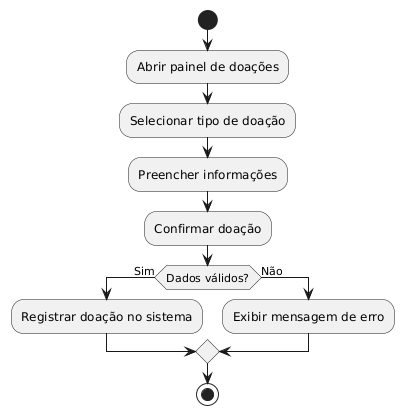 Abrir painel de doações
Selecionar tipo de doação
Preencher informações
Confirmar doação
Dados válidos?
Sim
Não
Registrar doação no sistema
Exibir mensagem de erro